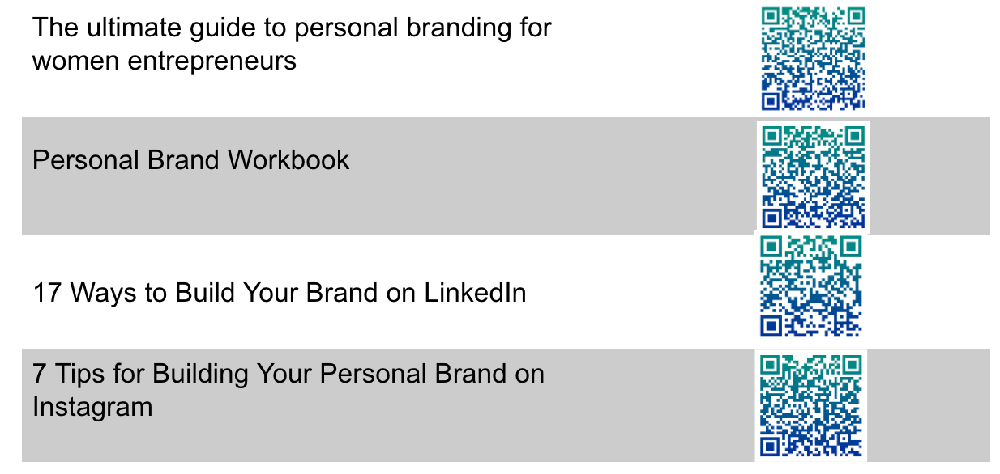 The ultimate guide to personal branding for
women entrepreneurs
Personal Brand Workbook
17 Ways to Build Your Brand on LinkedIn
7 Tips for Building Your Personal Brand on
Instagram